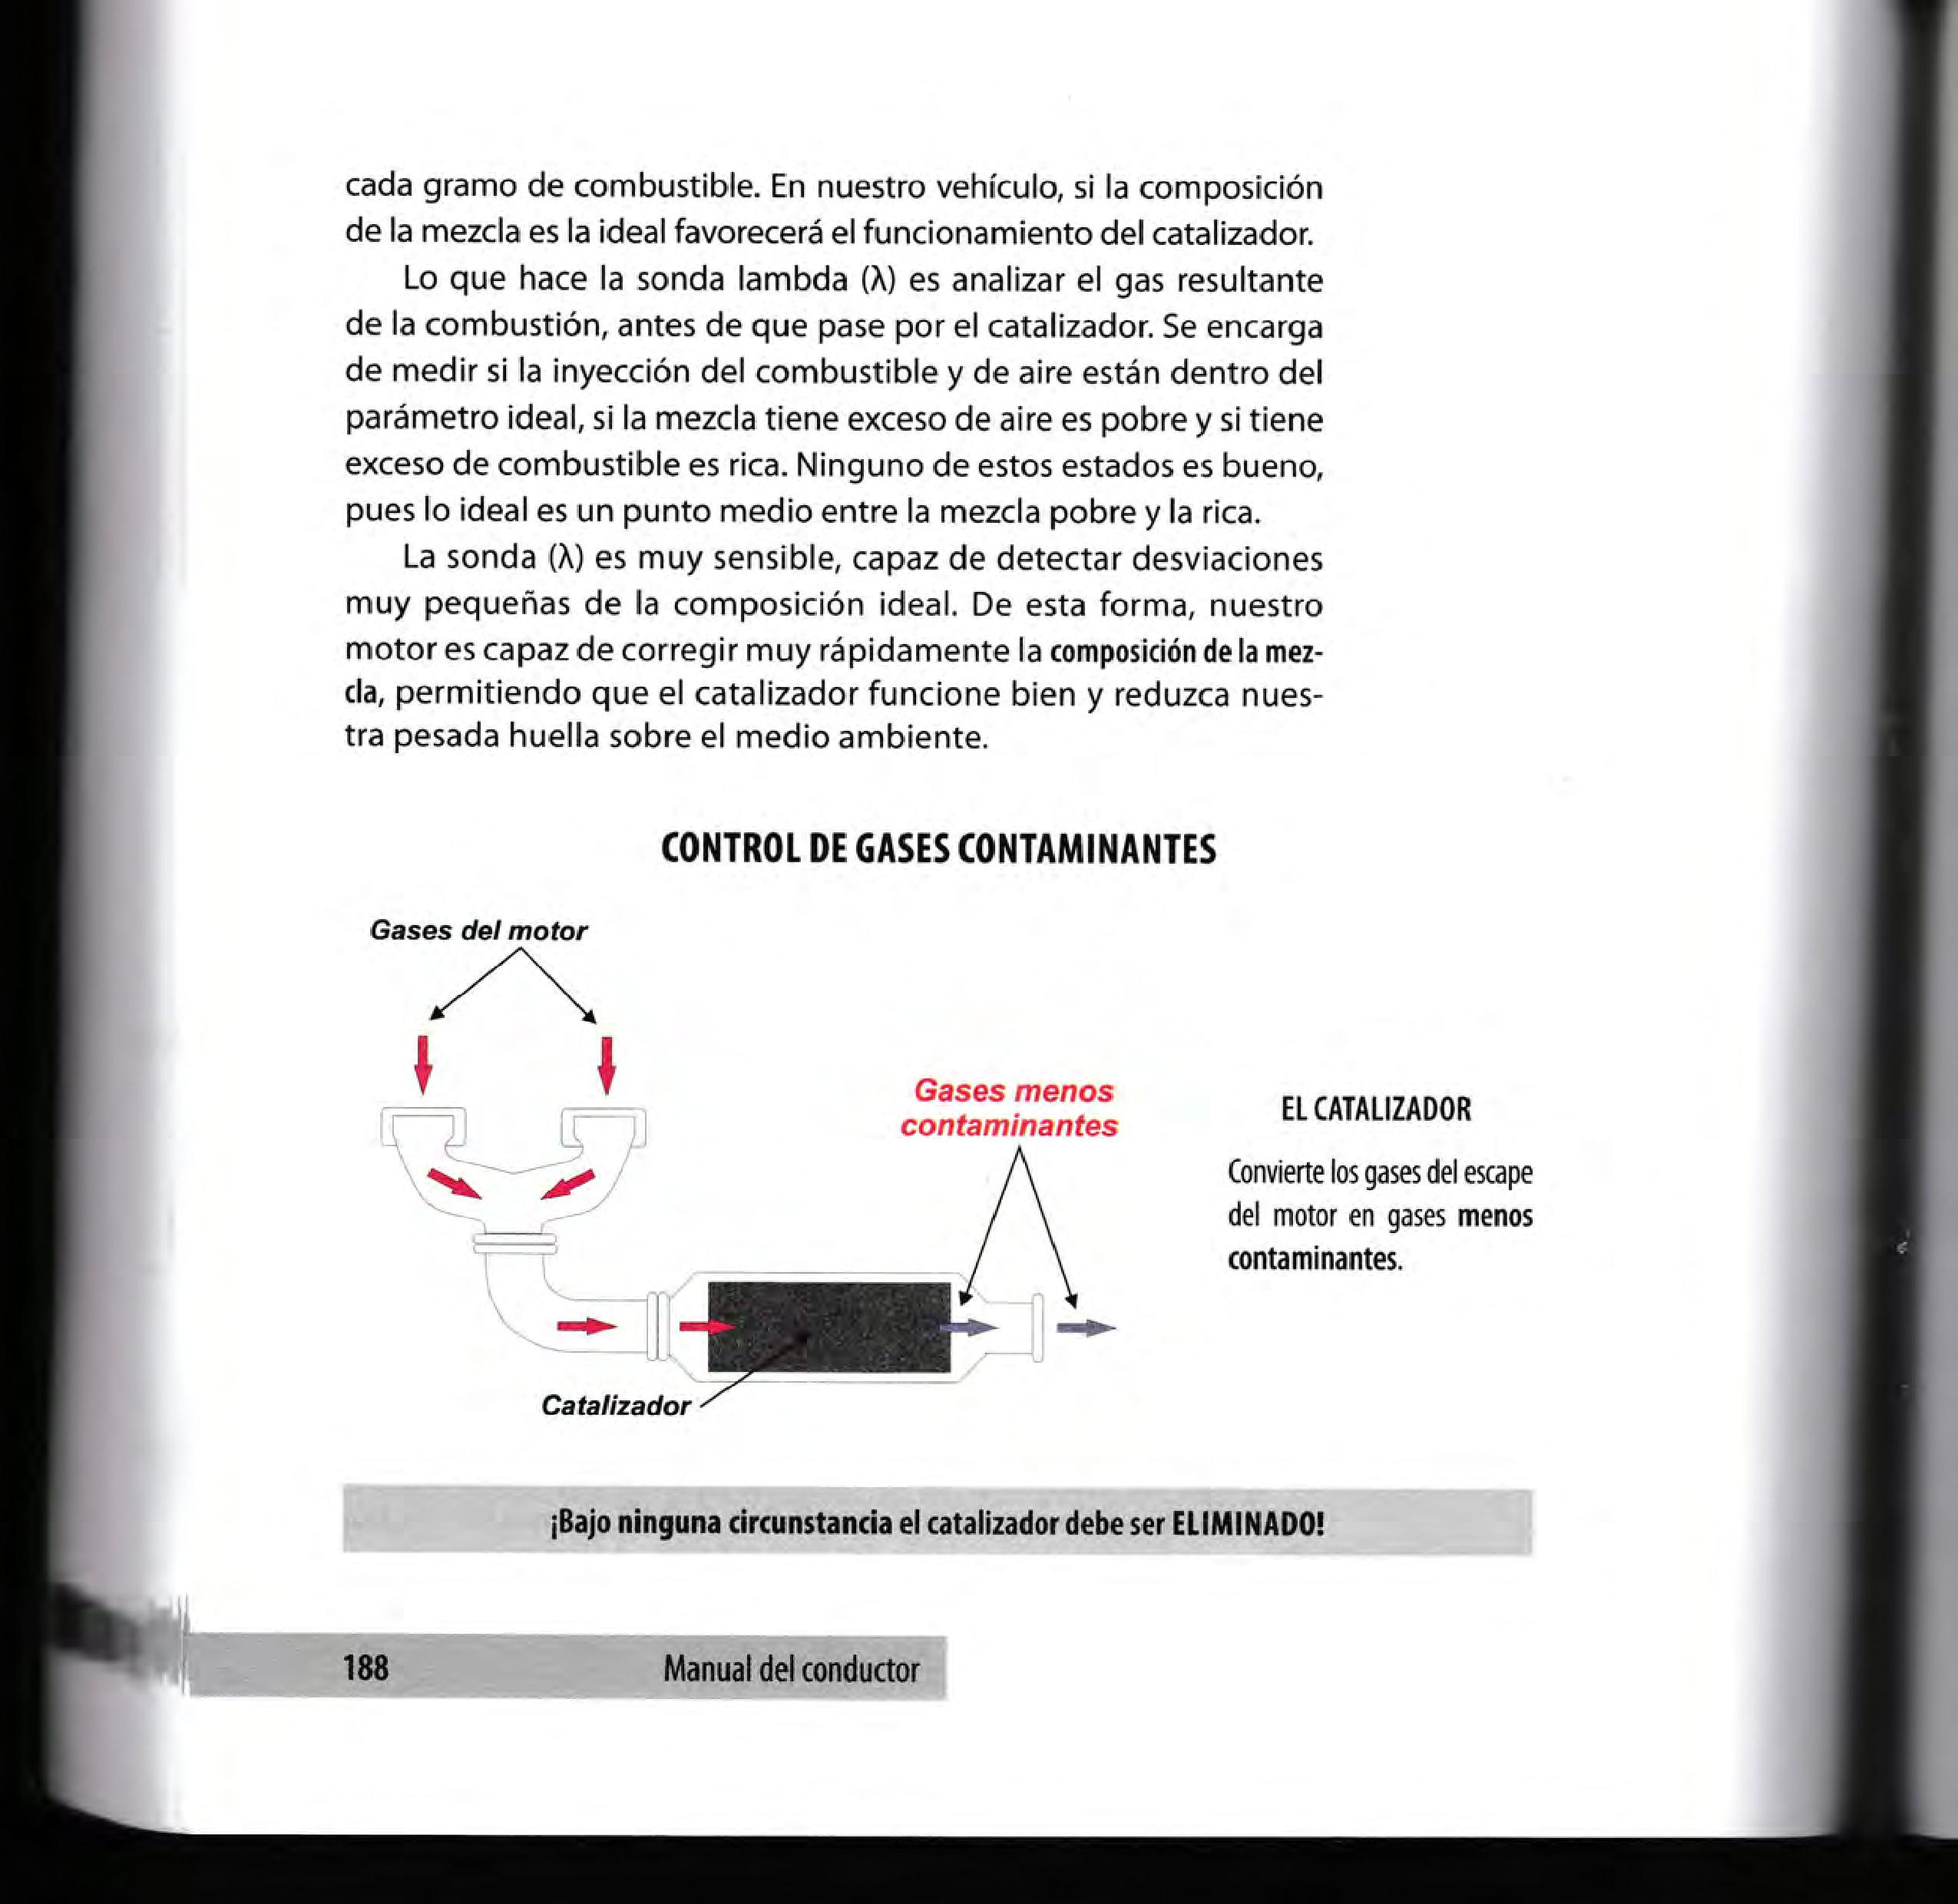 cada gramo de combustible. En nuestro vehículo, si la composición
de la mezcla es la ideal favorecerá el funcionamiento del catalizador.
Lo que hace la sonda lambda (λ) es analizar el gas resultante
de la combustión, antes de que pase por el catalizador. Se encarga
de medir si la inyección del combustible y de aire están dentro del
parámetro ideal, si la mezcla tiene exceso de aire es pobre y si tiene
exceso de combustible es rica. Ninguno de estos estados es bueno,
pues lo ideal es un punto medio entre la mezcla pobre y la rica.
La sonda (λ) es muy sensible, capaz de detectar desviaciones
muy pequeñas de la composición ideal. De esta forma, nuestro
motor es capaz de corregir muy rápidamente la composición de la mez-
cla, permitiendo que el catalizador funcione bien y reduzca nues-
tra pesada huella sobre el medio ambiente.
CONTROL DE GASES CONTAMINANTES
Gases del motor
Gases menos
contaminantes
Catalizador
EL CATALIZADOR
Convierte los gases del escape
del motor en gases menos
contaminantes.
¡Bajo ninguna circunstancia el catalizador debe ser ELIMINADO!
188 Manual del conductor